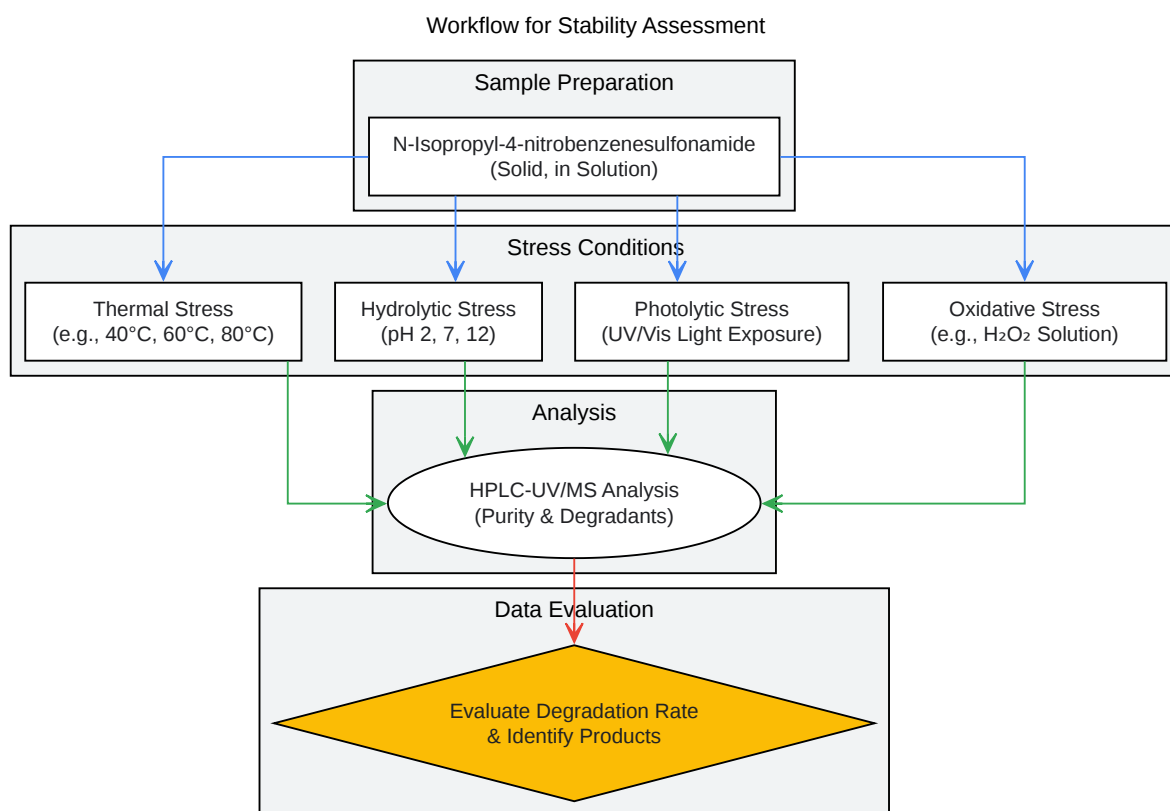 Workflow for Stability Assessment
Sample Preparation
N-Isopropyl-4-nitrobenzenesulfonamide
(Solid, in Solution)
Stress Conditions
Thermal Stress
(e.g., 40°C, 60°C, 80°C)
Hydrolytic Stress
(pH 2, 7, 12)
Photolytic Stress
(UV/Vis Light Exposure)
Oxidative Stress
(e.g., H₂O₂ Solution)
Analysis
HPLC-UV/MS Analysis
(Purity & Degradants)
Data Evaluation
Evaluate Degradation Rate
& Identify Products